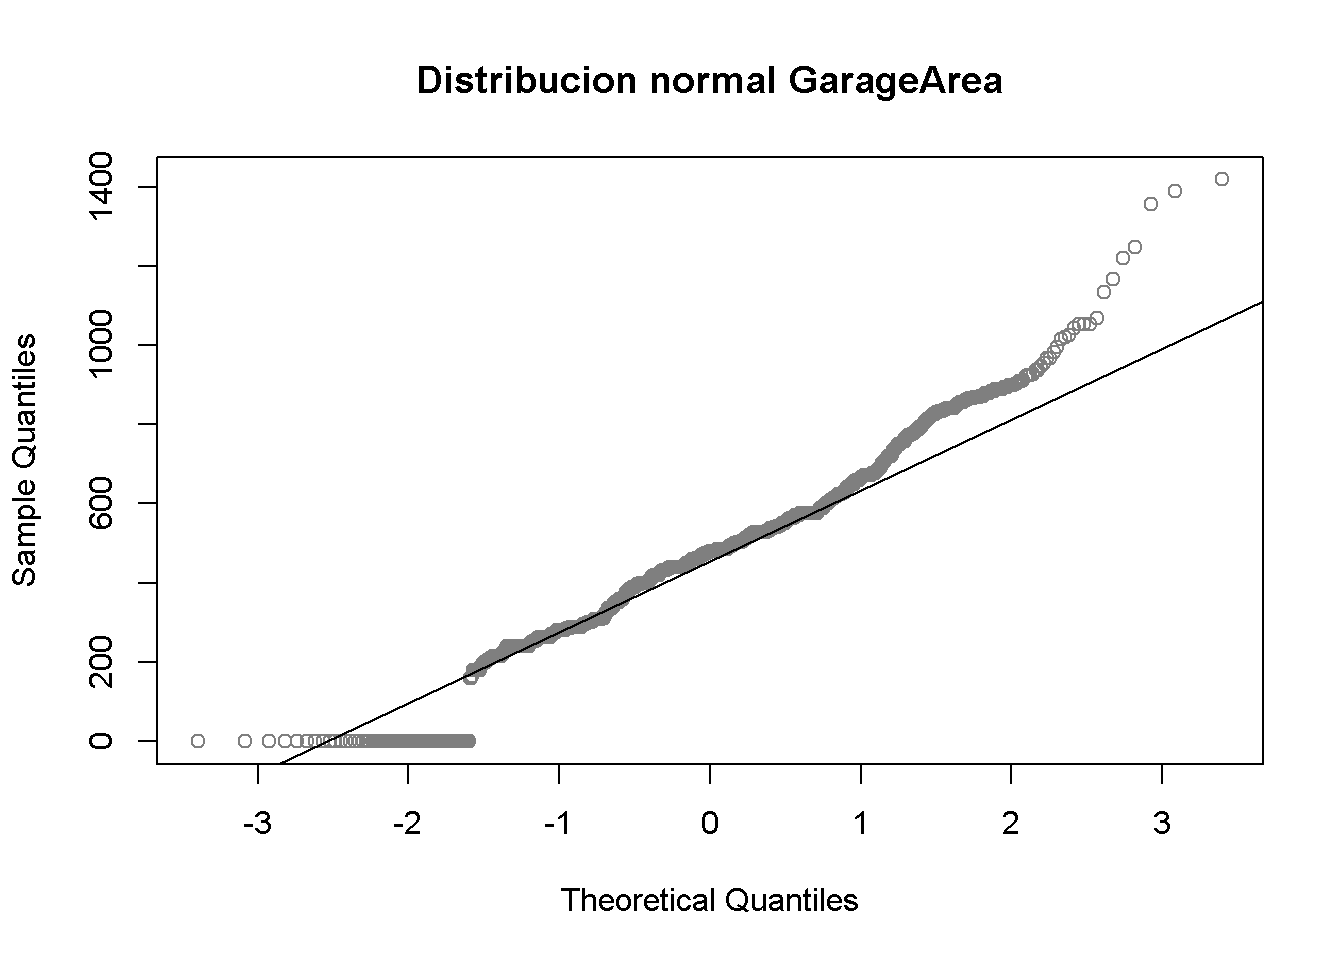 Distribucion normal GarageArea
1400
1000
600
200
0
Sample Quantiles
-3 -2 -1 0 1 2 3
Theoretical Quantiles